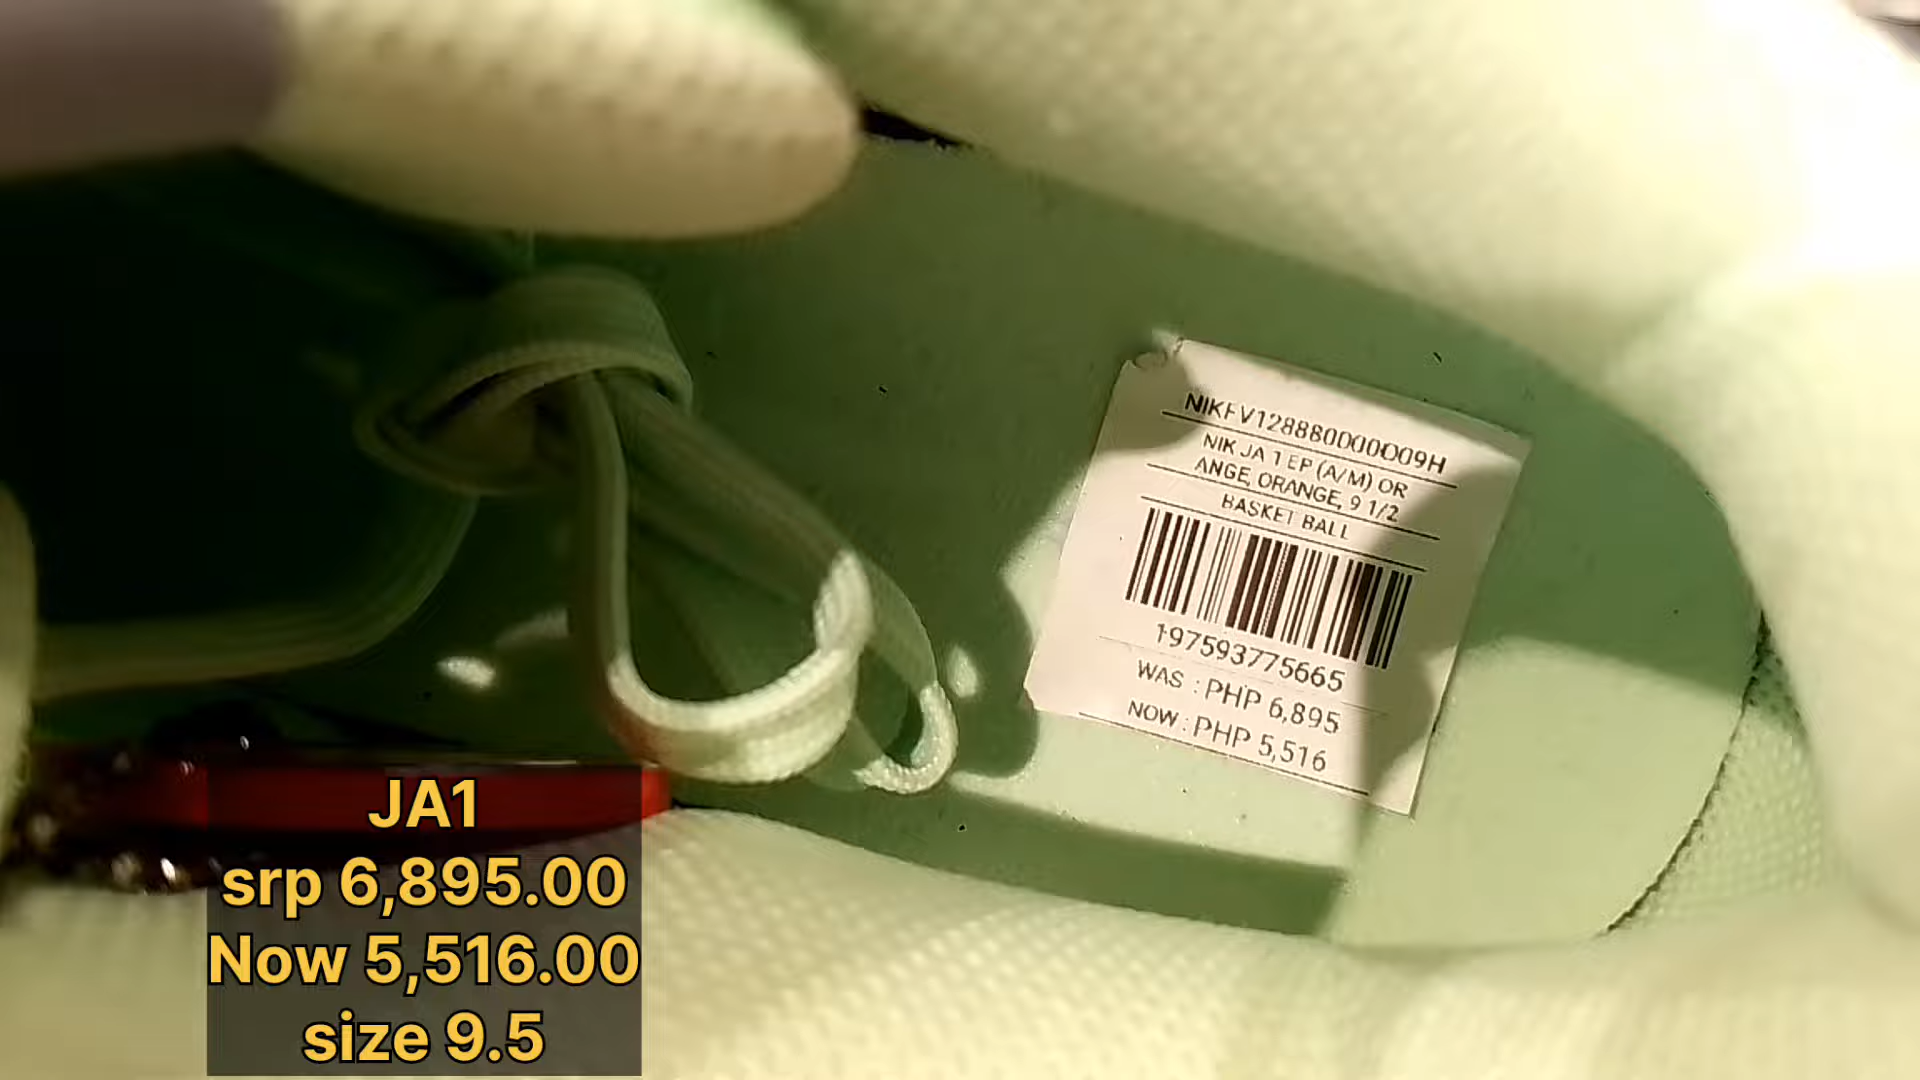 NIKFV1288800000009H
NIK JA 1 EP (A/M) OR
ANGE, ORANGE, 9 1/2
BASKET BALL
197593775665
WAS : PHP 6,895
NOW : PHP 5,516
JA1
srp 6,895.00
Now 5,516.00
size 9.5